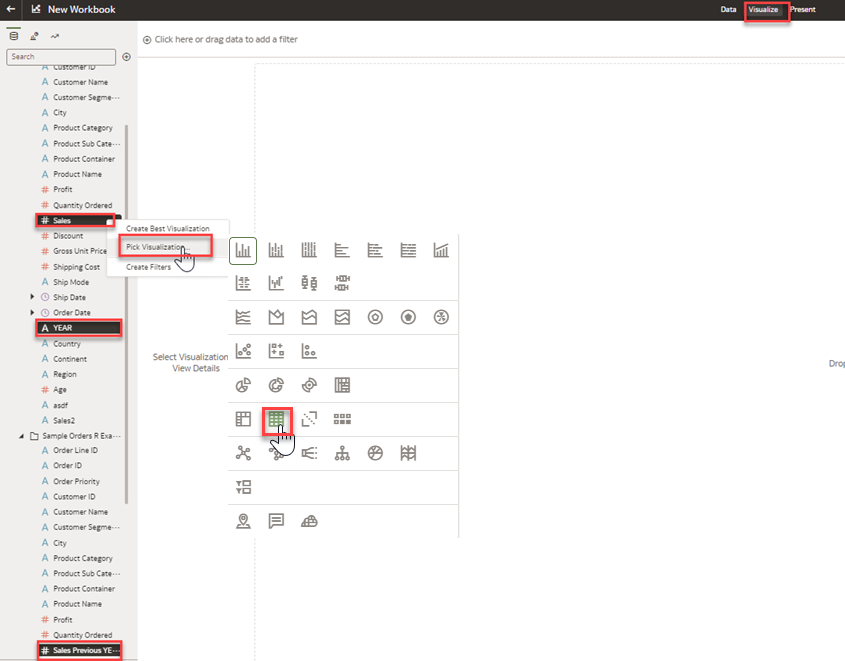 New Workbook
Data
Visualize
Present
Click here or drag data to add a filter
Search
Customer ID
Customer Name
Customer Segme...
City
Product Category
Product Sub Cate...
Product Container
Product Name
Profit
Quantity Ordered
Sales
Discount
Gross Unit Price
Shipping Cost
Ship Mode
Ship Date
Order Date
YEAR
Country
Continent
Region
Age
asdf
Sales2
Sample Orders R Exa...
Order Line ID
Order ID
Order Priority
Customer ID
Customer Name
Customer Segme...
City
Product Category
Product Sub Cate...
Product Container
Product Name
Profit
Quantity Ordered
Sales Previous YE...
Create Best Visualization
Pick Visualization...
Create Filters
Select Visualization
View Details
Drop